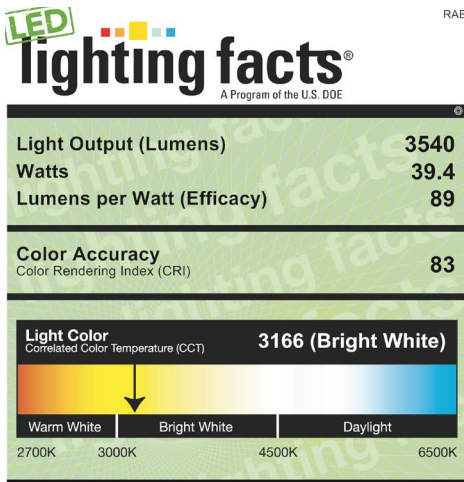 RAB
LED
lighting facts®
A Program of the U.S. DOE
Light Output (Lumens) 3540
Watts 39.4
Lumens per Watt (Efficacy) 89
Color Accuracy
Color Rendering Index (CRI) 83
Light Color
Correlated Color Temperature (CCT) 3166 (Bright White)
Warm White Bright White Daylight
2700K 3000K 4500K 6500K